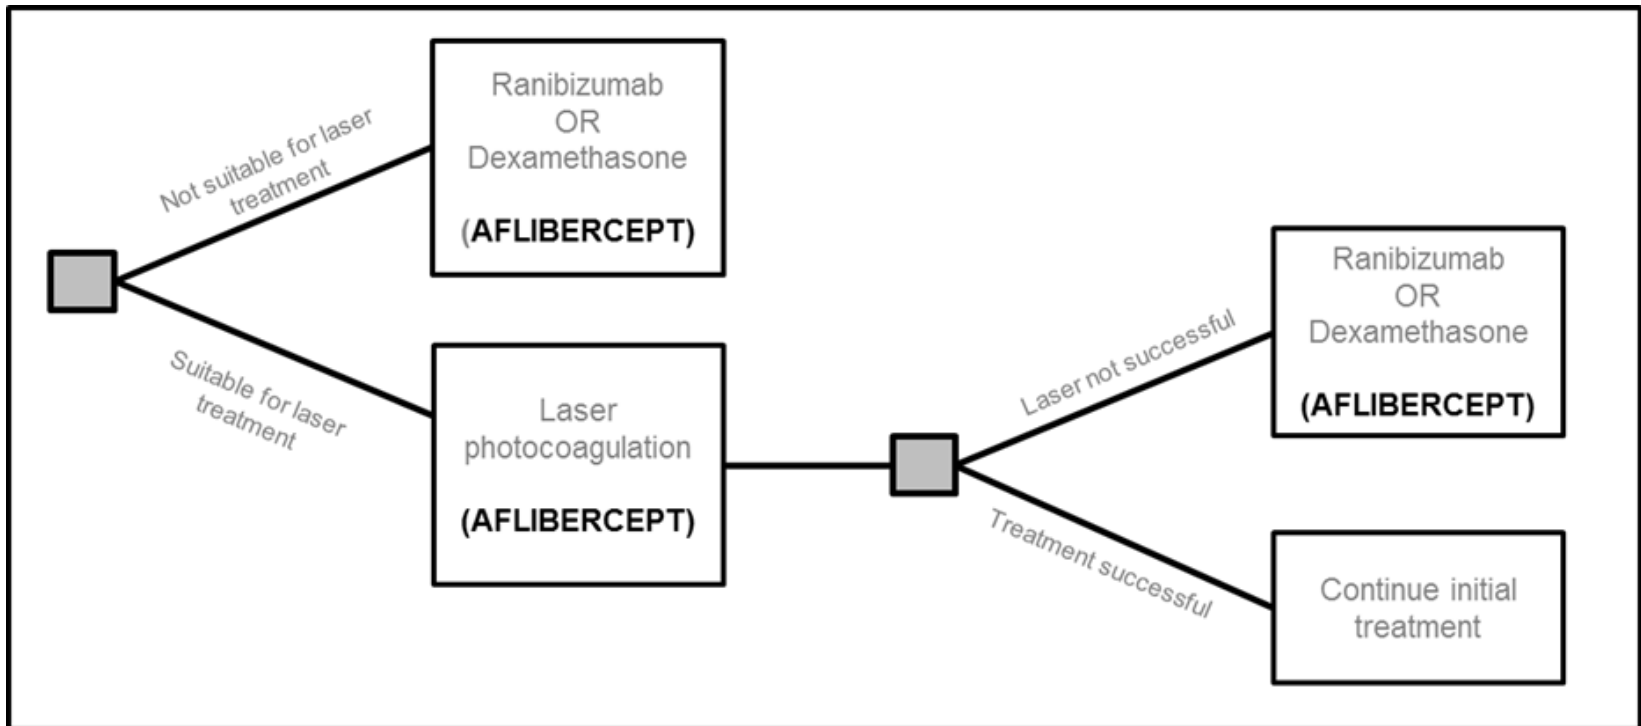 Not suitable for laser
treatment
Ranibizumab
OR
Dexamethasone
(AFLIBERCEPT)
Suitable for laser
treatment
Laser
photocoagulation
(AFLIBERCEPT)
Laser not successful
Ranibizumab
OR
Dexamethasone
(AFLIBERCEPT)
Treatment successful
Continue initial
treatment